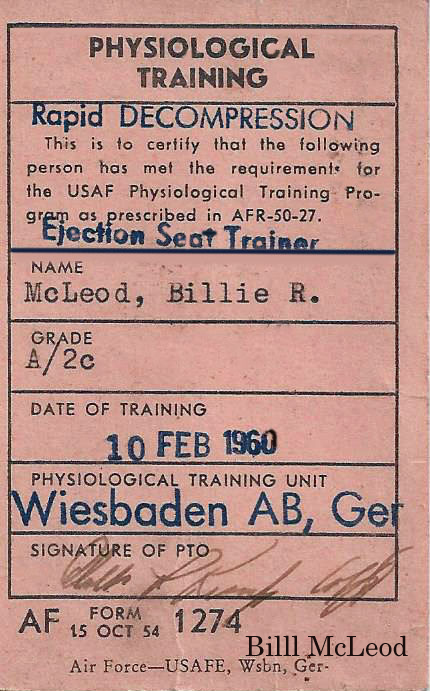 PHYSIOLOGICAL
TRAINING
Rapid DECOMPRESSION
This is to certify that the following
person has met the requirements for
the USAF Physiological Training Pro-
gram as prescribed in AFR-50-27.
Ejection Seat Trainer
NAME
McLeod, Billie R.
GRADE
A/2c
DATE OF TRAINING
10 FEB 1960
PHYSIOLOGICAL TRAINING UNIT
Wiesbaden AB, Ger
SIGNATURE OF PTO
AF FORM 1274
15 OCT 54
Billl McLeod
Air Force—USAFE, Wsbn, Ger-